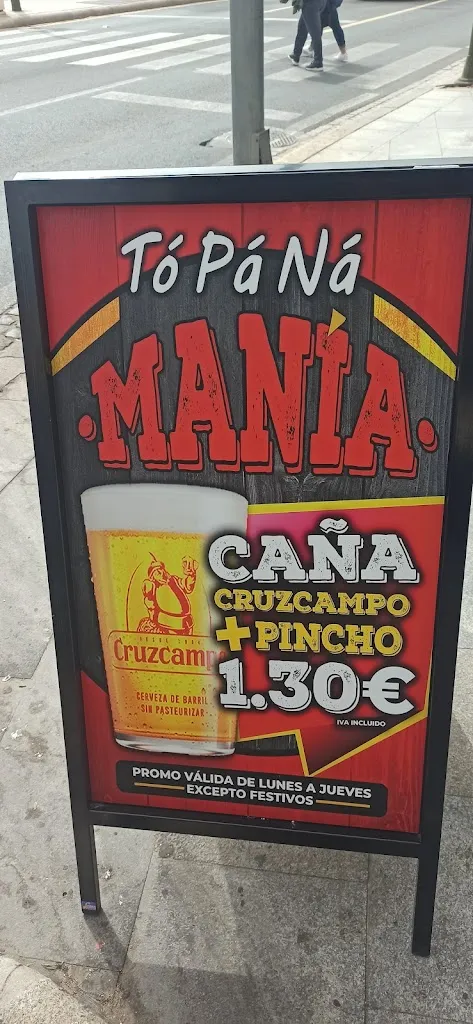 Tó Pá Ná
·MANÍA·
CAÑA
CRUZCAMPO
+PINCHO
1.30€
IVA INCLUIDO
Cruzcamp
CERVEZA DE BARRIL
·SIN PASTEURIZAR·
PROMO VÁLIDA DE LUNES A JUEVES
EXCEPTO FESTIVOS